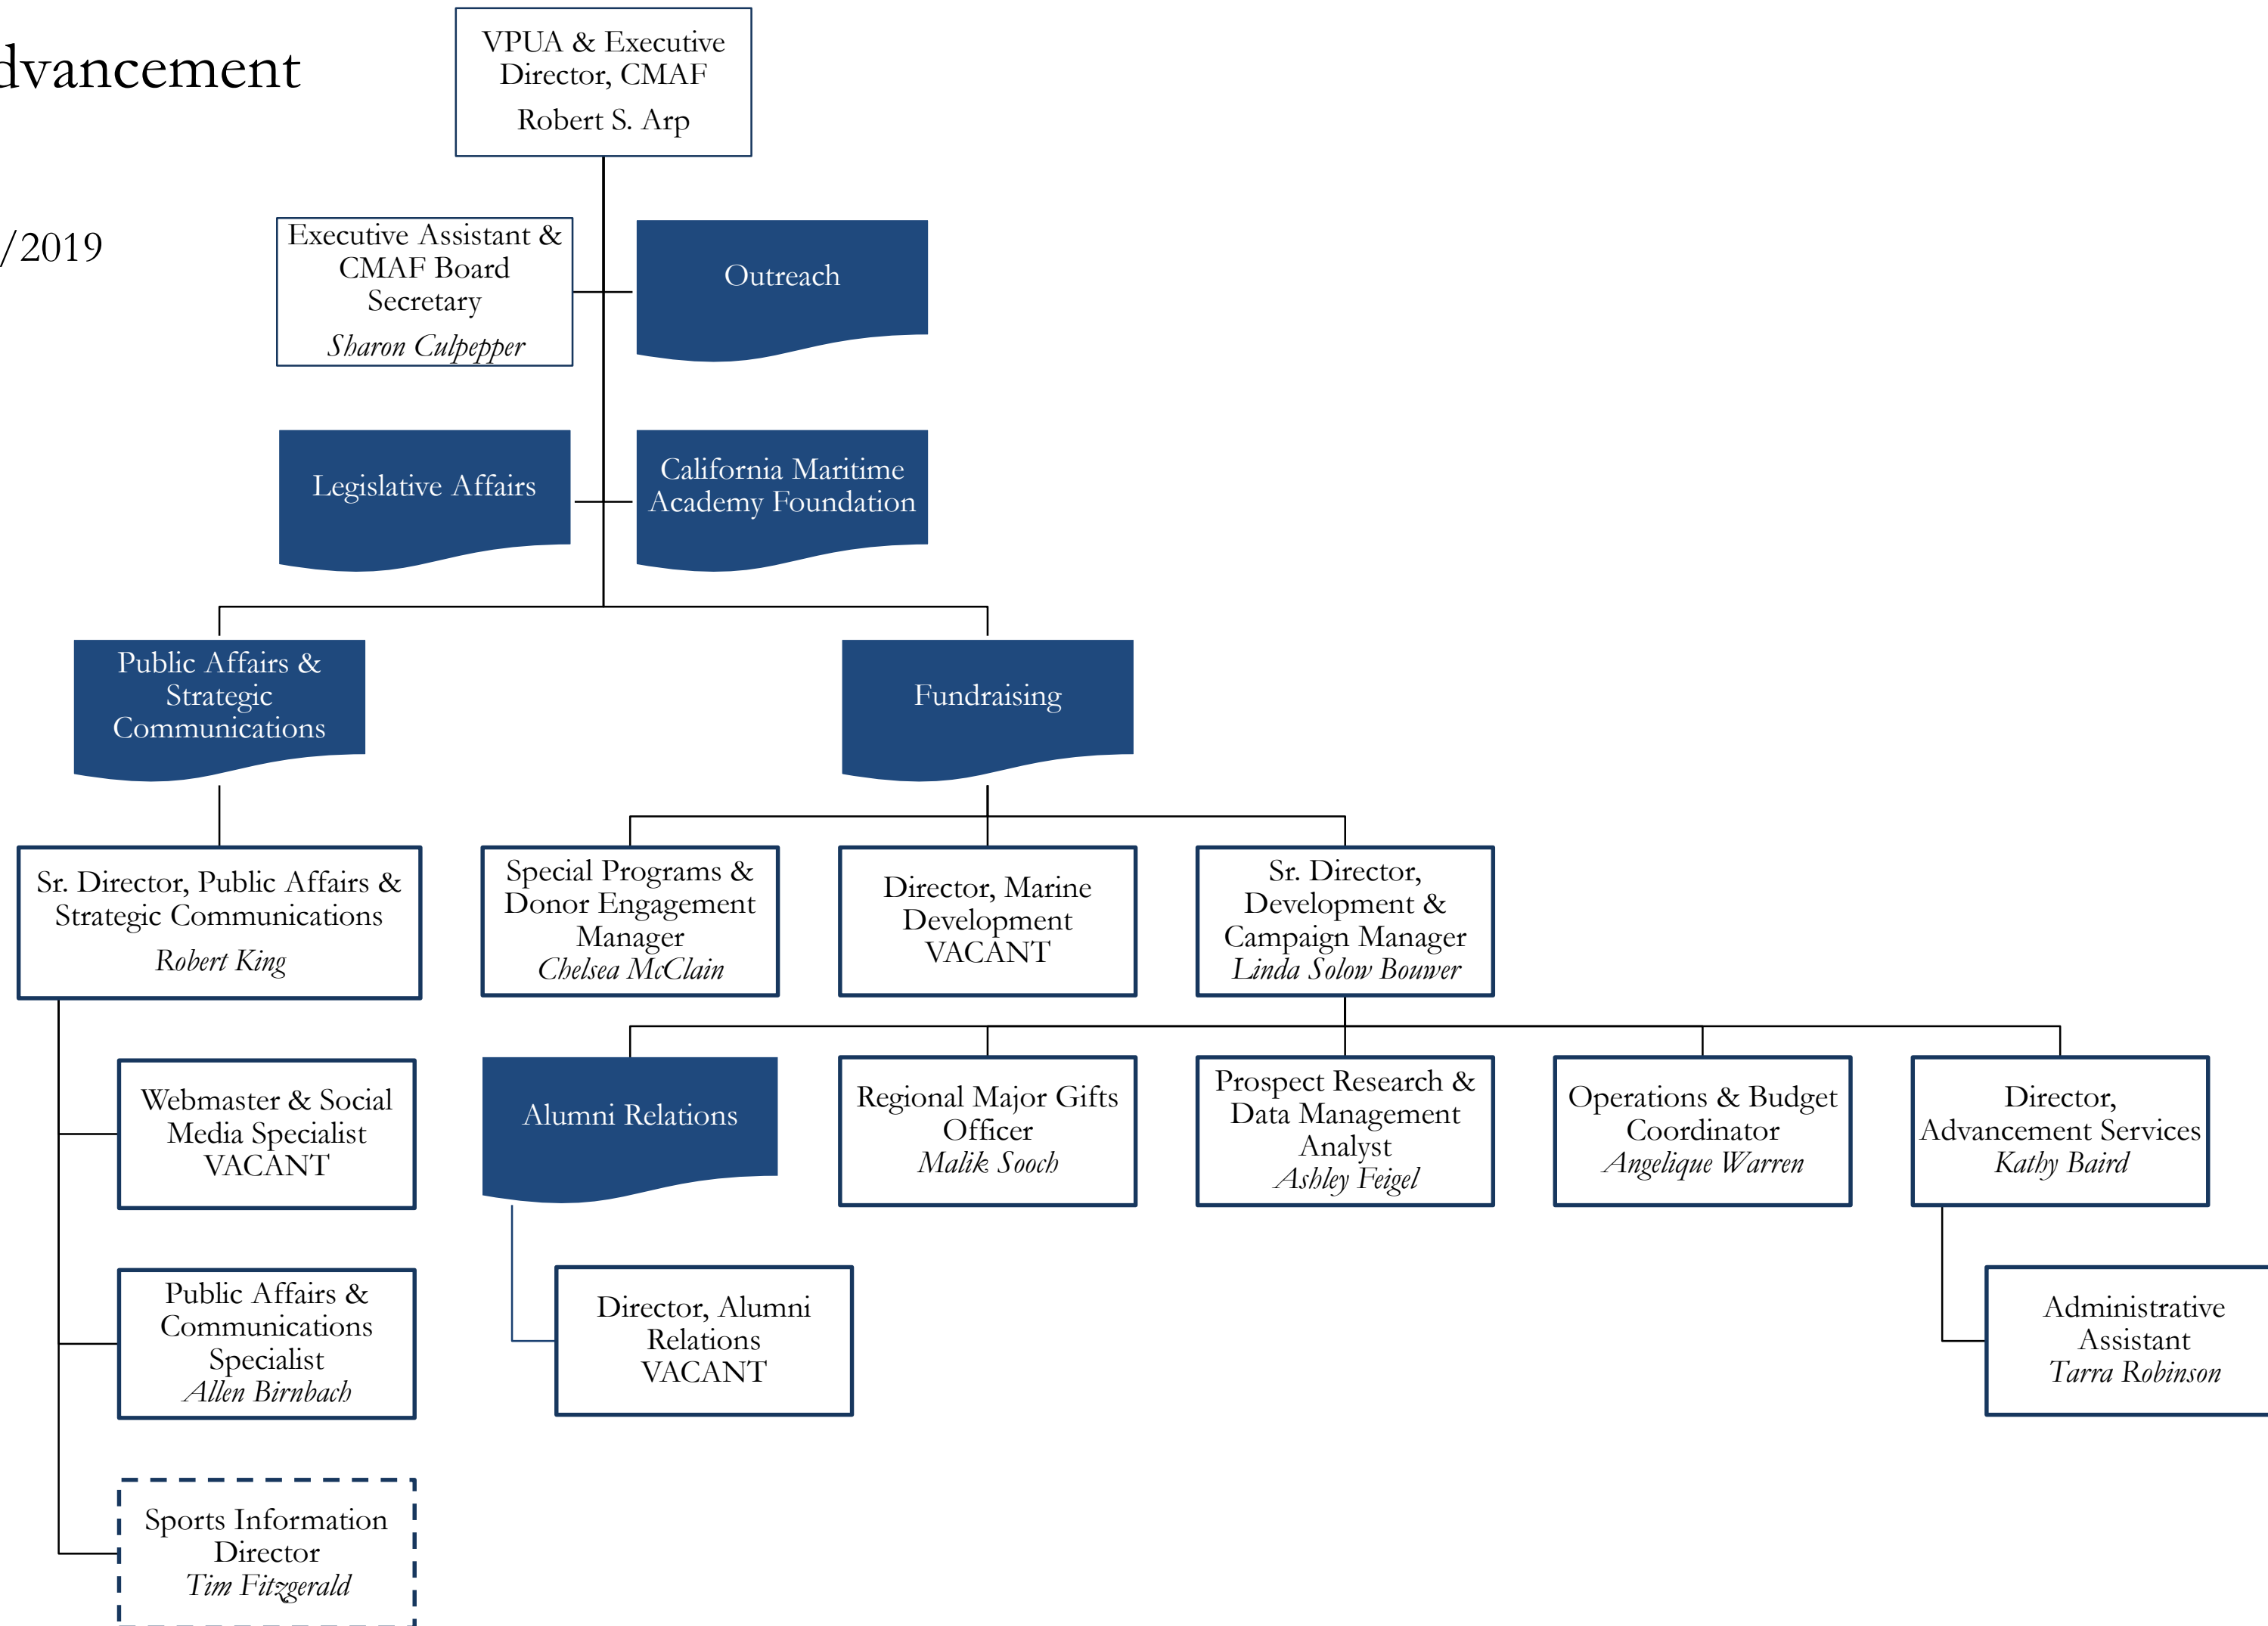 dvancement
/2019
VPUA & Executive
Director, CMAF
Robert S. Arp
Executive Assistant &
CMAF Board
Secretary
Sharon Culpepper
Outreach
Legislative Affairs
California Maritime
Academy Foundation
Public Affairs &
Strategic
Communications
Fundraising
Sr. Director, Public Affairs &
Strategic Communications
Robert King
Special Programs &
Donor Engagement
Manager
Chelsea McClain
Director, Marine
Development
VACANT
Sr. Director,
Development &
Campaign Manager
Linda Solow Bouwer
Webmaster & Social
Media Specialist
VACANT
Alumni Relations
Regional Major Gifts
Officer
Malik Sooch
Prospect Research &
Data Management
Analyst
Ashley Feigel
Operations & Budget
Coordinator
Angelique Warren
Director,
Advancement Services
Kathy Baird
Public Affairs &
Communications
Specialist
Allen Birnbach
Director, Alumni
Relations
VACANT
Administrative
Assistant
Tarra Robinson
Sports Information
Director
Tim Fitzgerald